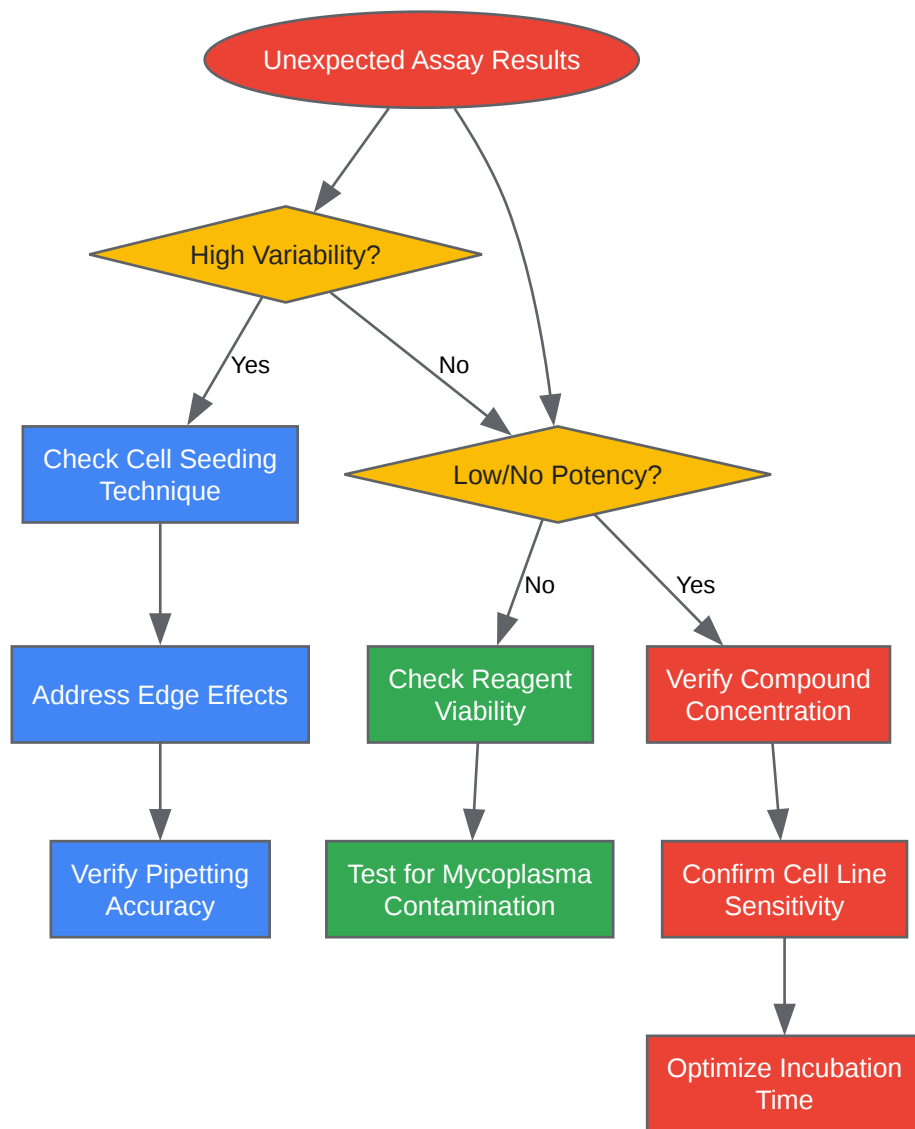 Unexpected Assay Results
High Variability?
Yes
No
Check Cell Seeding
Technique
Low/No Potency?
No
Yes
Address Edge Effects
Check Reagent
Viability
Verify Compound
Concentration
Verify Pipetting
Accuracy
Test for Mycoplasma
Contamination
Confirm Cell Line
Sensitivity
Optimize Incubation
Time